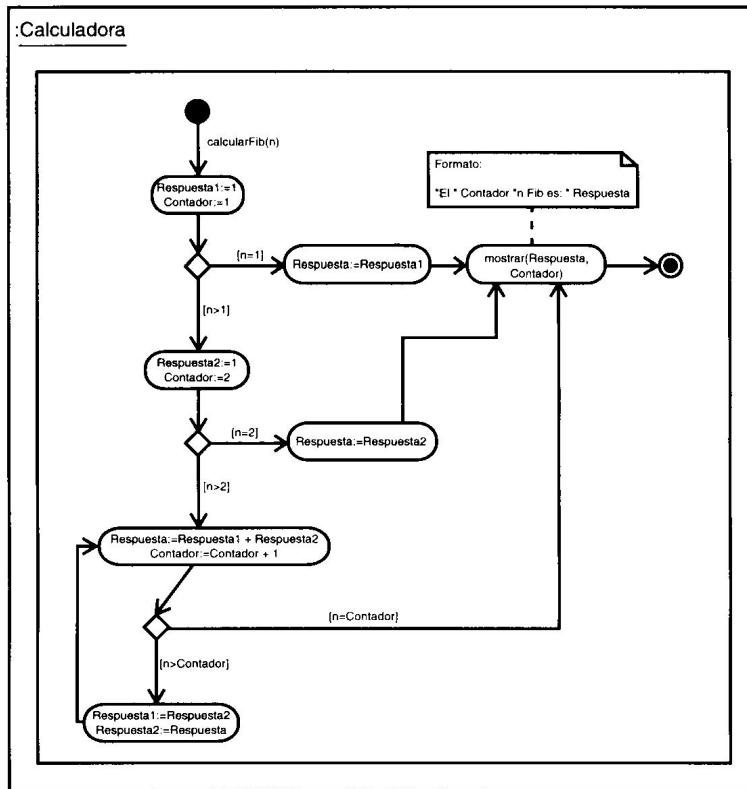 :Calculadora
calcularFib(n)
Respuesta1:=1
Contador:=1
Formato:
"El " Contador "n Fib es: " Respuesta
[n=1]
Respuesta:=Respuesta1
mostrar(Respuesta,
Contador)
[n>1]
Respuesta2:=1
Contador:=2
[n=2]
Respuesta:=Respuesta2
[n>2]
Respuesta:=Respuesta1 + Respuesta2
Contador:=Contador + 1
[n=Contador]
[n>Contador]
Respuesta1:=Respuesta2
Respuesta2:=Respuesta